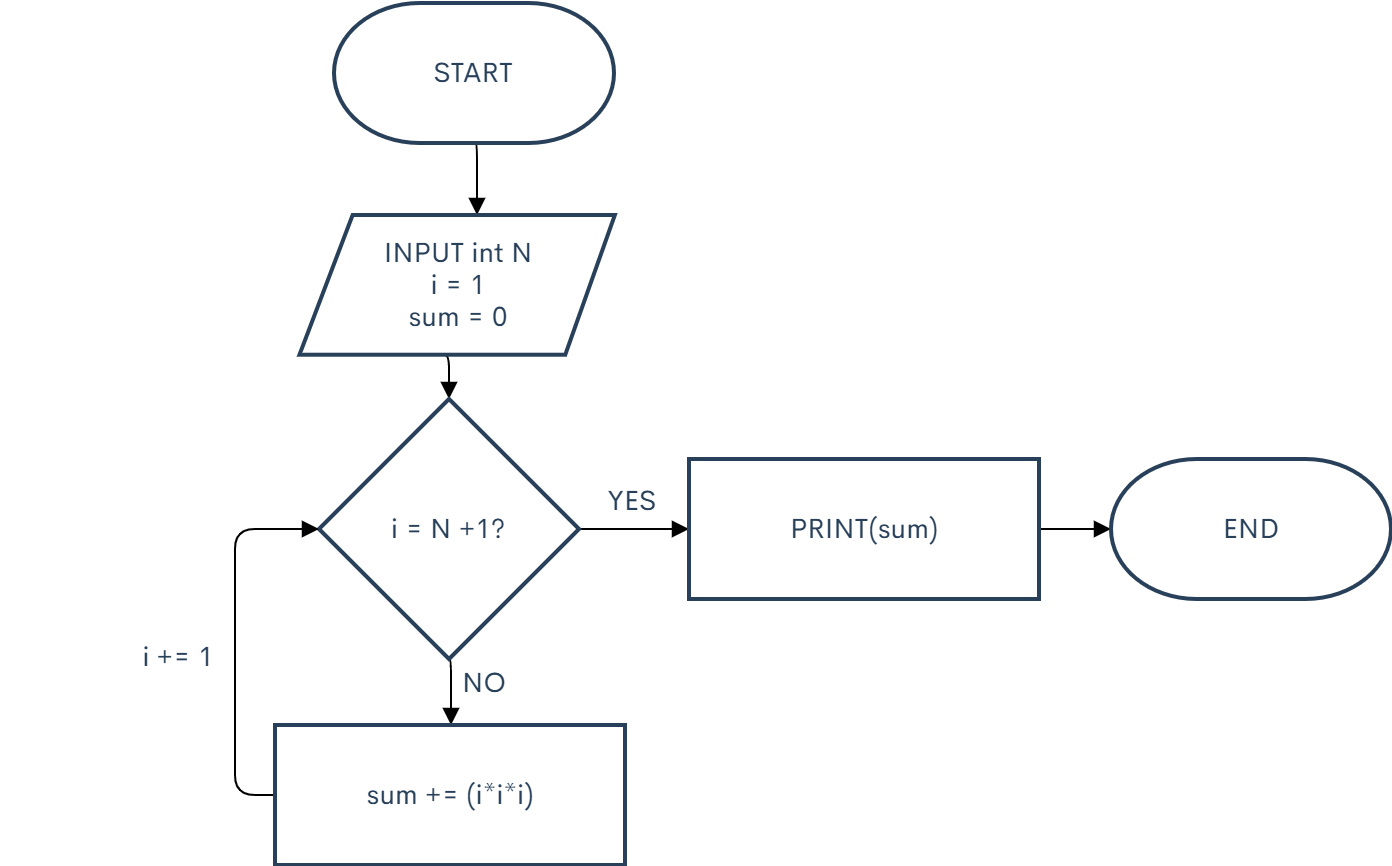 START
INPUT int N
i = 1
sum = 0
i = N +1?
YES
PRINT(sum)
END
i += 1
NO
sum += (i*i*i)